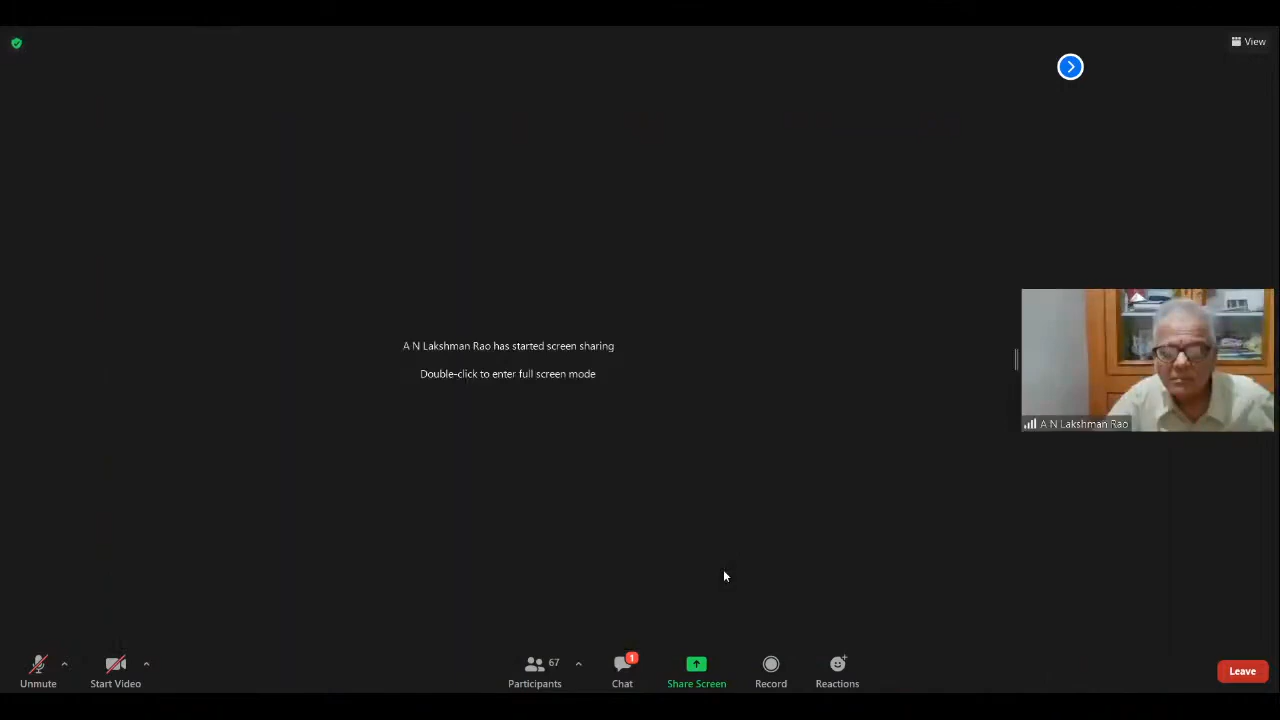 View
A N Lakshman Rao has started screen sharing
Double-click to enter full screen mode
A N Lakshman Rao
67
1
Unmute
Start Video
Participants
Chat
Share Screen
Record
Reactions
Leave